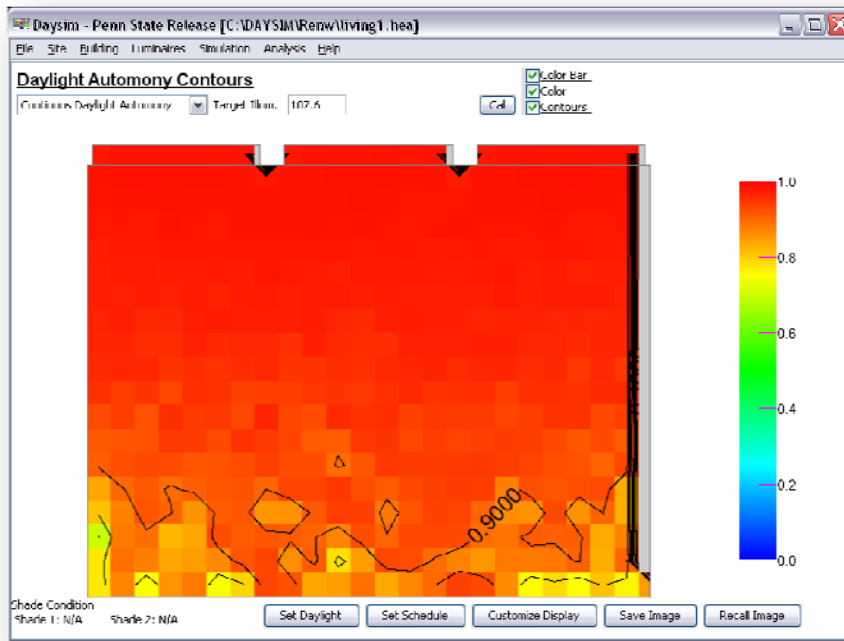 Daysim - Penn State Release [C:\DAYSIM\Renw\living1.hea]
File Site Building Luminaires Simulation Analysis Help
Daylight Automony Contours
Continuous Daylight Automony Target Illum. 107.6 Cal
Color Bar
Color
Contours
1.0
0.8
0.6
0.4
0.2
0.0
0.9000
Shade Condition
Shade 1: N/A Shade 2: N/A
Set Daylight Set Schedule Customize Display Save Image Recall Image